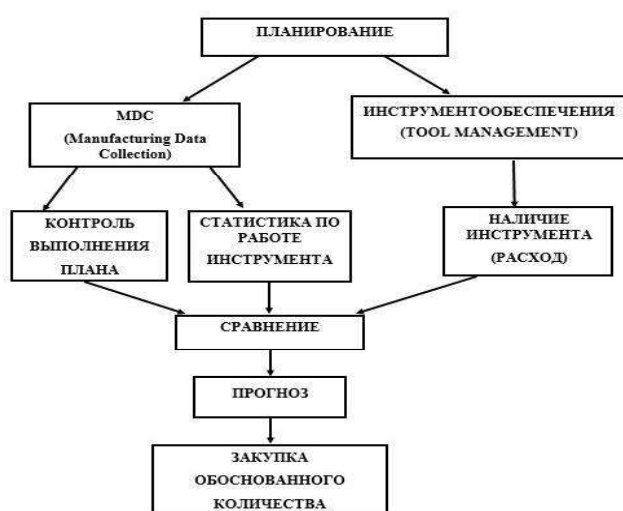 ПЛАНИРОВАНИЕ
MDC
(Manufacturing Data
Collection)
ИНСТРУМЕНТООБЕСПЕЧЕНИЯ
(TOOL MANAGEMENT)
КОНТРОЛЬ
ВЫПОЛНЕНИЯ
ПЛАНА
СТАТИСТИКА ПО
РАБОТЕ
ИНСТРУМЕНТА
НАЛИЧИЕ
ИНСТРУМЕНТА
(РАСХОД)
СРАВНЕНИЕ
ПРОГНОЗ
ЗАКУПКА
ОБОСНОВАННОГО
КОЛИЧЕСТВА